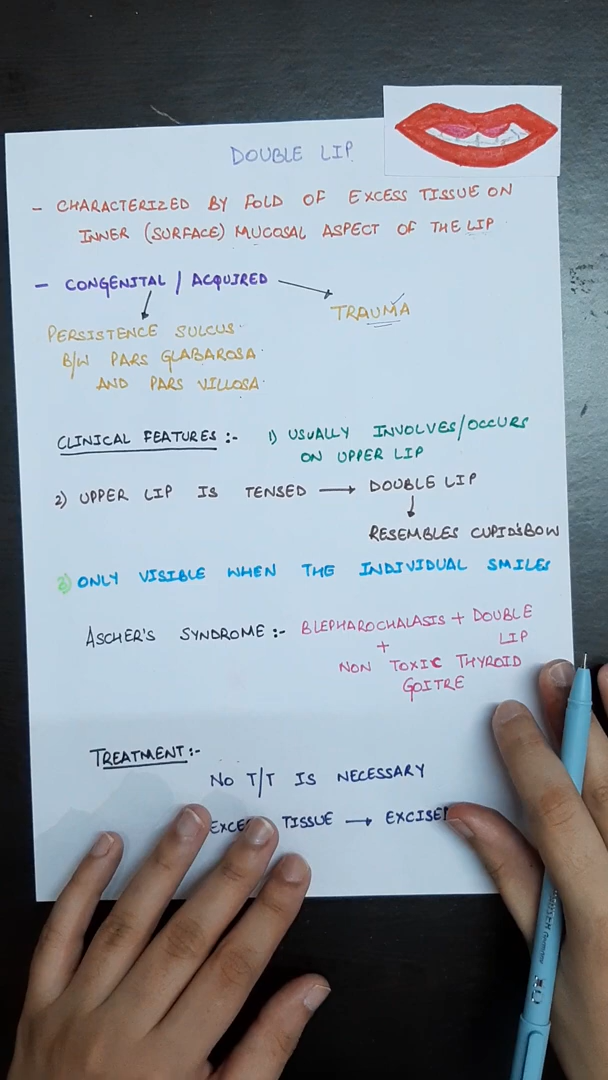 DOUBLE LIP
- CHARACTERIZED BY FOLD OF EXCESS TISSUE ON
INNER (SURFACE) MUCOSAL ASPECT OF THE LIP
- CONGENITAL / ACQUIRED
TRAUMA
PERSISTENCE SULCUS
B/W PARS GLABAROSA
AND PARS VILLOSA
CLINICAL FEATURES :- 1) USUALLY INVOLVES/OCCURS
ON UPPER LIP
2) UPPER LIP IS TENSED → DOUBLE LIP
↓
RESEMBLES CUPID'S BOW
3) ONLY VISIBLE WHEN THE INDIVIDUAL SMILES
ASCHER'S SYNDROME :- BLEPHAROCHALASIS + DOUBLE
LIP
+
NON TOXIC THYROID
GOITRE
TREATMENT :-
NO T/T IS NECESSARY
TISSUE →